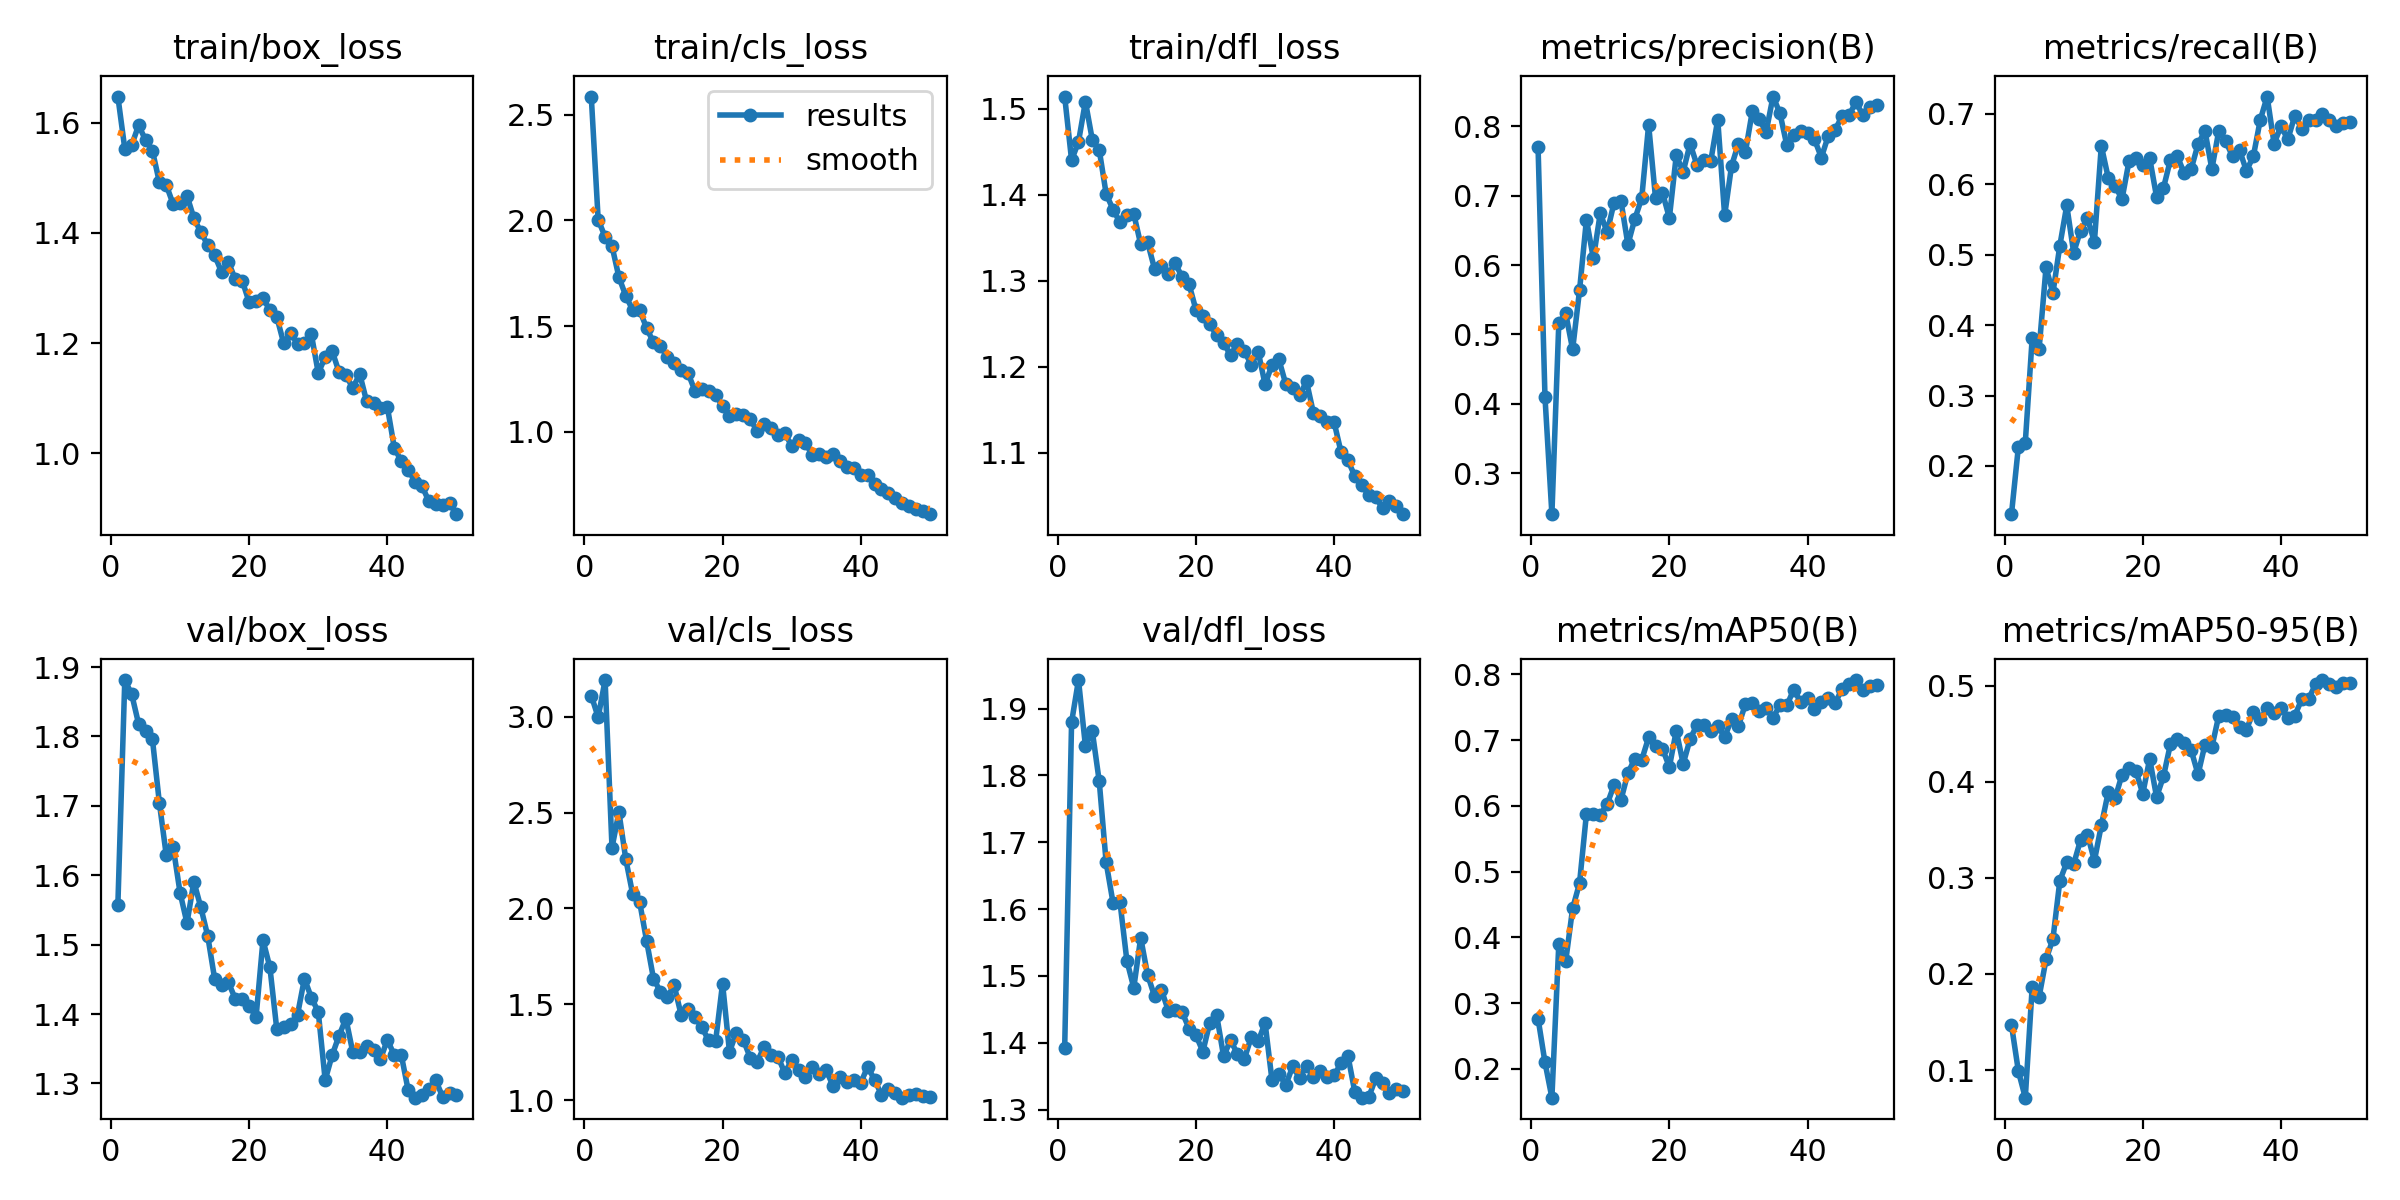 train/box_loss
1.6
1.4
1.2
1.0
0 20 40
train/cls_loss
results
smooth
2.5
2.0
1.5
1.0
0 20 40
train/dfl_loss
1.5
1.4
1.3
1.2
1.1
0 20 40
metrics/precision(B)
0.8
0.7
0.6
0.5
0.4
0.3
0 20 40
metrics/recall(B)
0.7
0.6
0.5
0.4
0.3
0.2
0 20 40
val/box_loss
1.9
1.8
1.7
1.6
1.5
1.4
1.3
0 20 40
val/cls_loss
3.0
2.5
2.0
1.5
1.0
0 20 40
val/dfl_loss
1.9
1.8
1.7
1.6
1.5
1.4
1.3
0 20 40
metrics/mAP50(B)
0.8
0.7
0.6
0.5
0.4
0.3
0.2
0 20 40
metrics/mAP50-95(B)
0.5
0.4
0.3
0.2
0.1
0 20 40